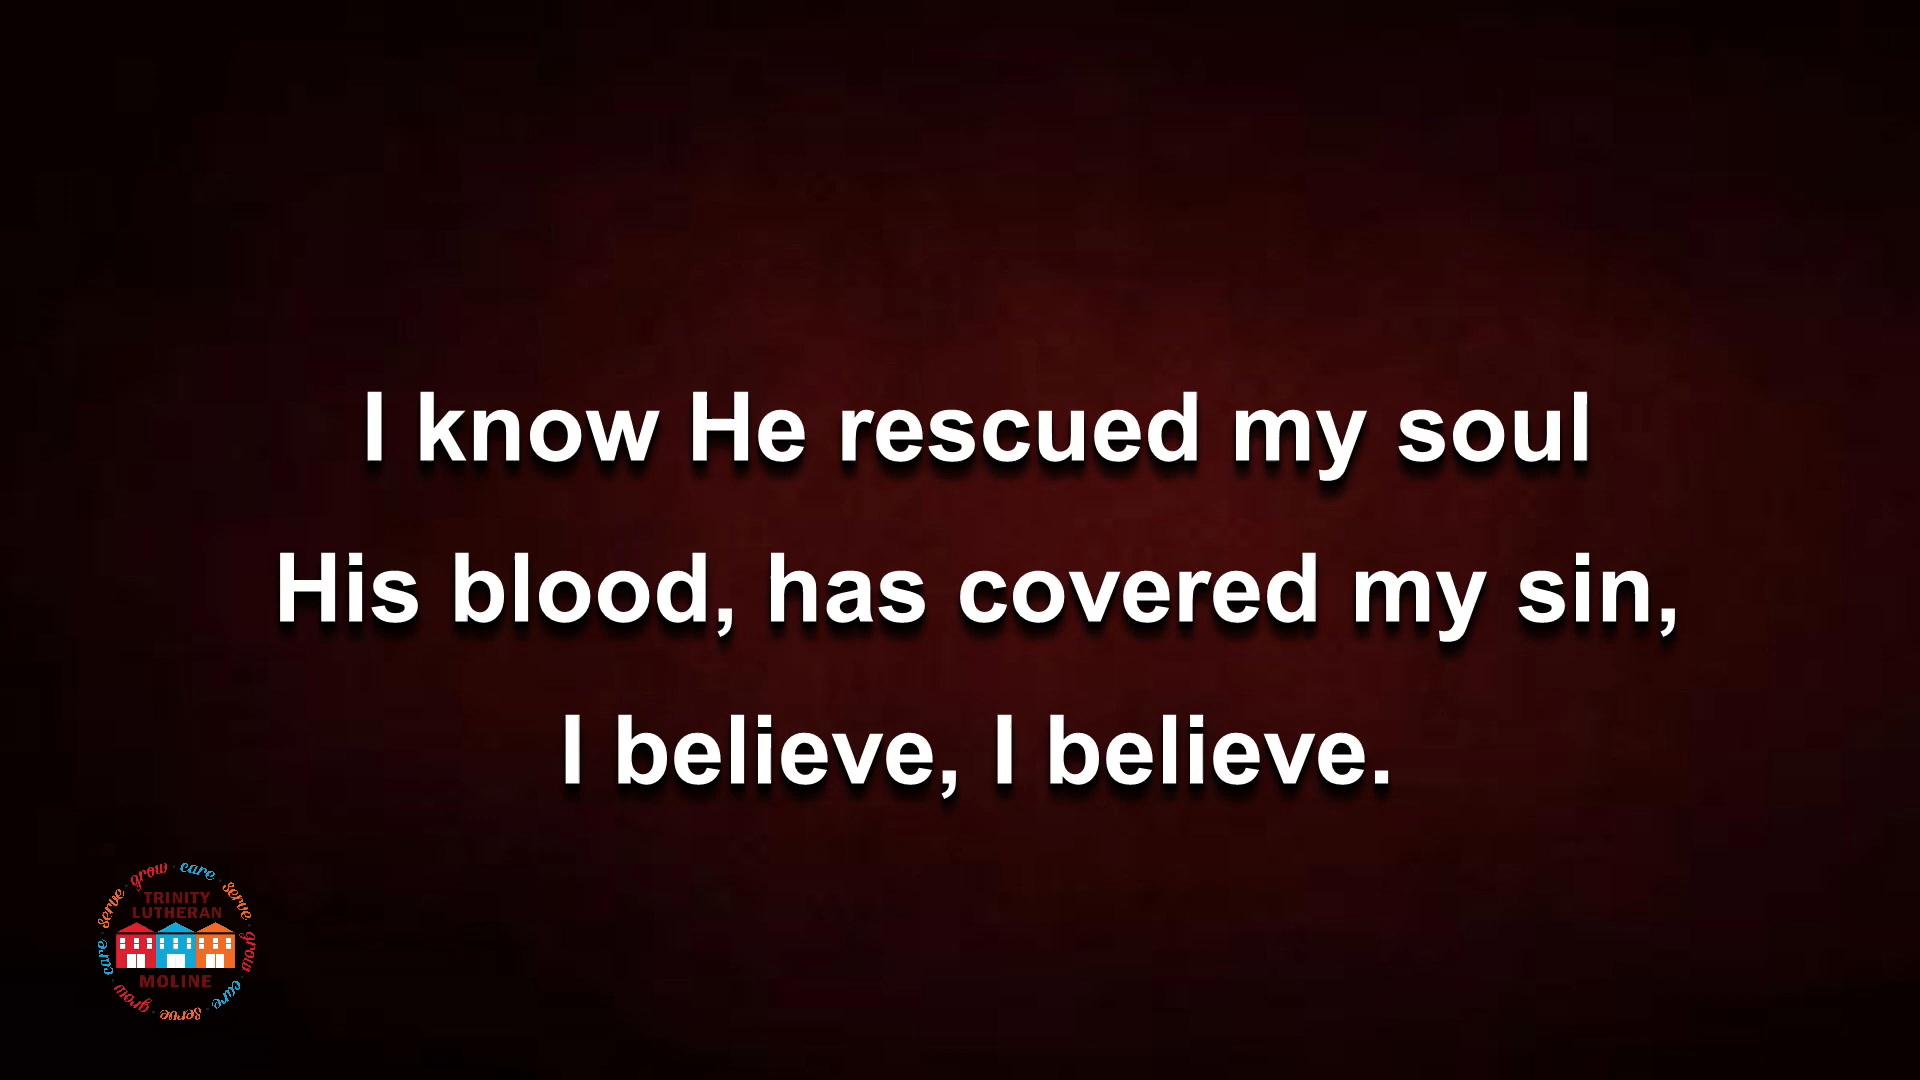 I know He rescued my soul
His blood, has covered my sin,
I believe, I believe.
grow · care · serve · grow · care · serve · grow · care · serve
TRINITY
LUTHERAN
MOLINE